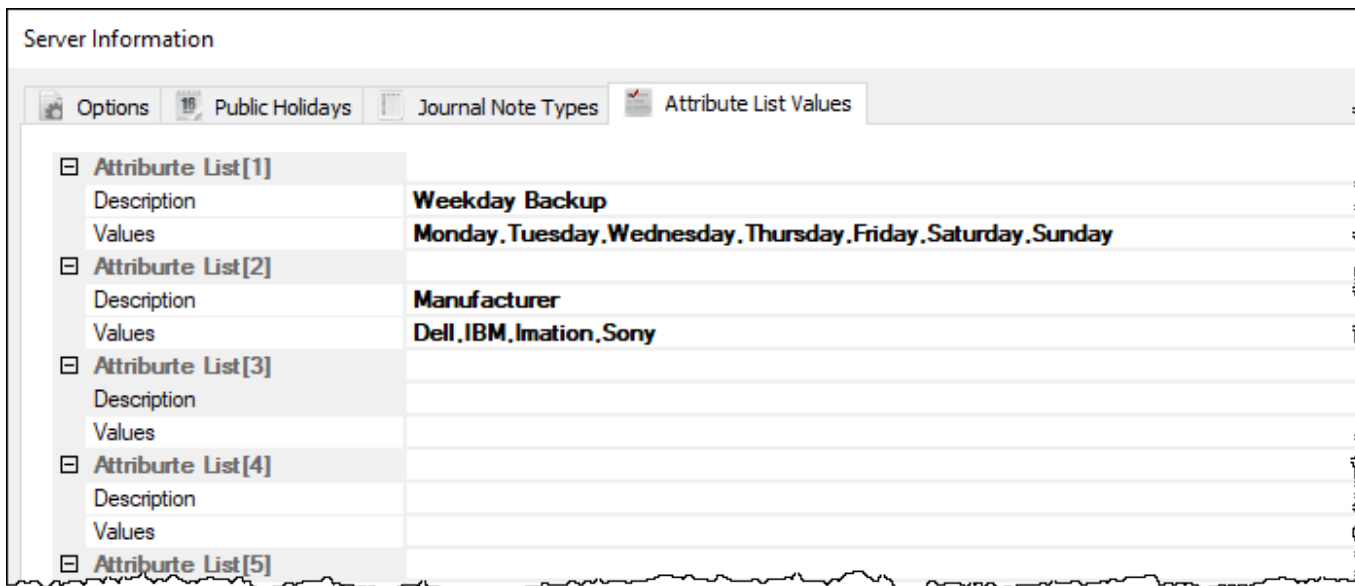 Server Information
Options 16 Public Holidays Journal Note Types Attribute List Values
Attriburte List[1]
Description Weekday Backup
Values Monday,Tuesday,Wednesday,Thursday,Friday,Saturday,Sunday
Attriburte List[2]
Description Manufacturer
Values Dell,IBM,Imation,Sony
Attriburte List[3]
Description
Values
Attriburte List[4]
Description
Values
Attriburte List[5]